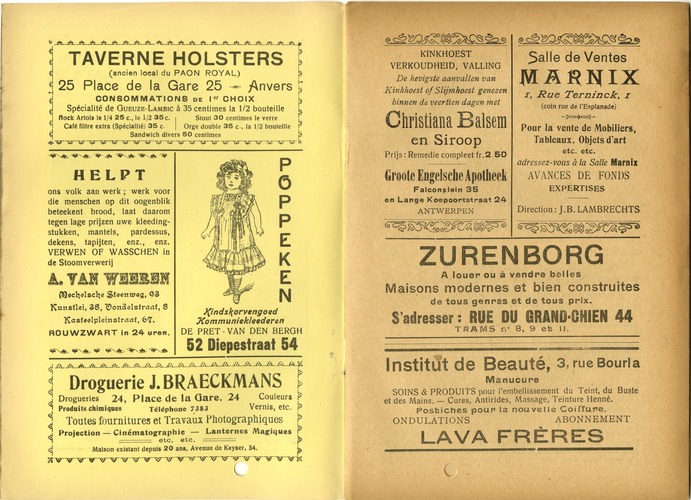 TAVERNE HOLSTERS
(ancien local du PAON ROYAL)
25 Place de la Gare 25 - Anvers
CONSOMMATIONS DE 1er CHOIX
Spécialité de GUEUZE-LAMBIC à 35 centimes la 1/2 bouteille
Bock Artois le 1/4 25 c., le 1/2 35 c.
Stout 30 centimes le verre
Café filtre extra (Spécialité) 35 c.
Orge double 35 c., la 1/2 bouteille
Sandwich divers 50 centimes
HELPT
ons volk aan werk; werk voor
die menschen op dit oogenblik
beteekent brood, laat daarom
tegen lage prijzen uwe kleeding-
stukken, mantels, pardessus,
dekens, tapijten, enz., enz.
VERWEN OF WASSCHEN in
de Stoomverwerij
A. VAN WEEREN
Mechelsche Steenweg, 93
Kunstlei, 38, Vondelstraat, 8
Kasteelpleinstraat, 67.
ROUWZWART in 24 uren.
POPPEKEN
Kindskorvengoed
Kommuniekleederen
DE PRET - VAN DEN BERGH
52 Diepestraat 54
Droguerie J. BRAECKMANS
Drogueries 24, Place de la Gare, 24 Couleurs
Produits chimiques Téléphone 7383 Vernis, etc.
Toutes fournitures et Travaux Photographiques
Projection — Cinématographie — Lanternes Magiques
etc. etc.
Maison existant depuis 20 ans, Avenue de Keyser, 54.
KINKHOEST
VERKOUDHEID, VALLING
De hevigste aanvallen van
Kinkhoest of Slijmhoest genezen
binnen de veertien dagen met
Christiana Balsem
en Siroop
Prijs: Remedie compleet fr. 2.50
Groote Engelsche Apotheek
Falconplein 35
en Lange Koepoortstraat 24
ANTWERPEN
Salle de Ventes
MARNIX
1, Rue Terninck, 1
(coin rue de l'Esplanade)
Pour la vente de Mobiliers,
Tableaux, Objets d'art
etc. etc.
adressez-vous à la Salle Marnix
AVANCES DE FONDS
EXPERTISES
Direction: J. B. LAMBRECHTS
ZURENBORG
A louer ou à vendre belles
Maisons modernes et bien construites
de tous genres et de tous prix.
S'adresser : RUE DU GRAND-CHIEN 44
TRAMS nos 8, 9 et 11.
Institut de Beauté, 3, rue Bourla
Manucure
SOINS & PRODUITS pour l'embellissement du Teint, du Buste
et des Mains. — Cures, Antirides, Massage, Teinture Henné.
Postiches pour la nouvelle Coiffure.
ONDULATIONS ABONNEMENT
LAVA FRÈRES